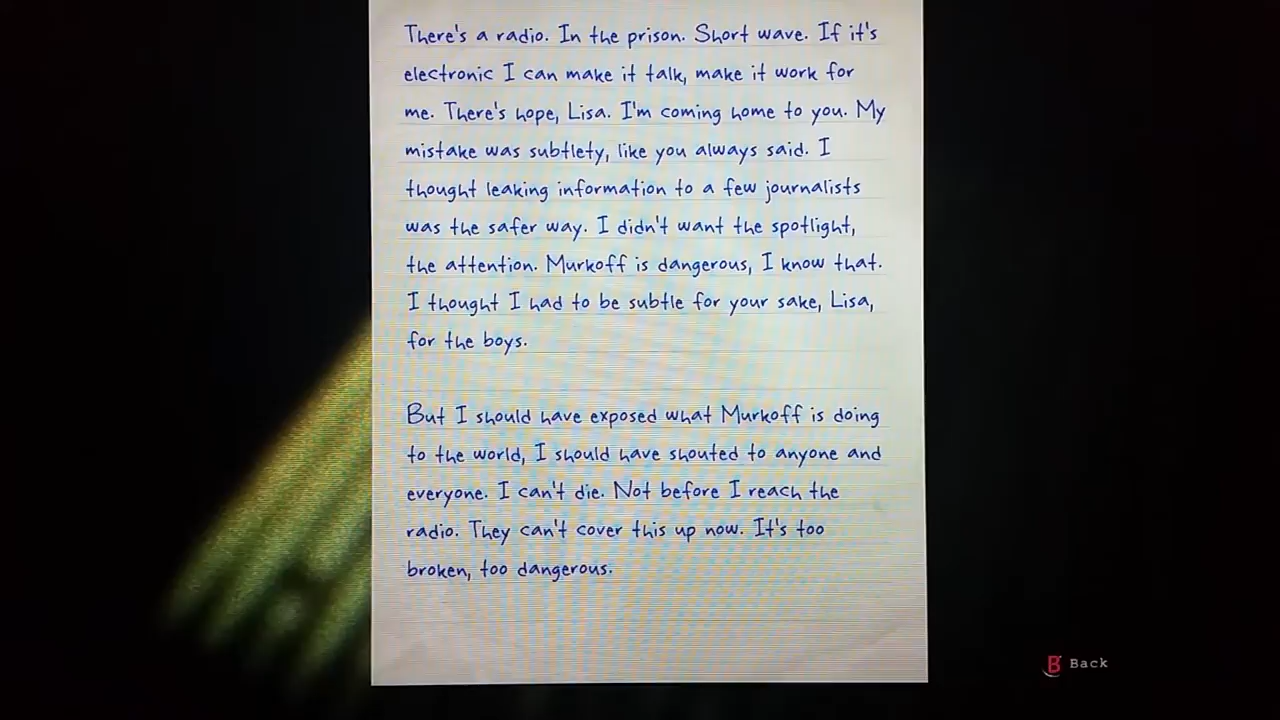 There's a radio. In the prison. Short wave. If it's
electronic I can make it talk, make it work for
me. There's hope, Lisa. I'm coming home to you. My
mistake was subtlety, like you always said. I
thought leaking information to a few journalists
was the safer way. I didn't want the spotlight,
the attention. Murkoff is dangerous, I know that.
I thought I had to be subtle for your sake, Lisa,
for the boys.
But I should have exposed what Murkoff is doing
to the world, I should have shouted to anyone and
everyone. I can't die. Not before I reach the
radio. They can't cover this up now. It's too
broken, too dangerous.
B Back